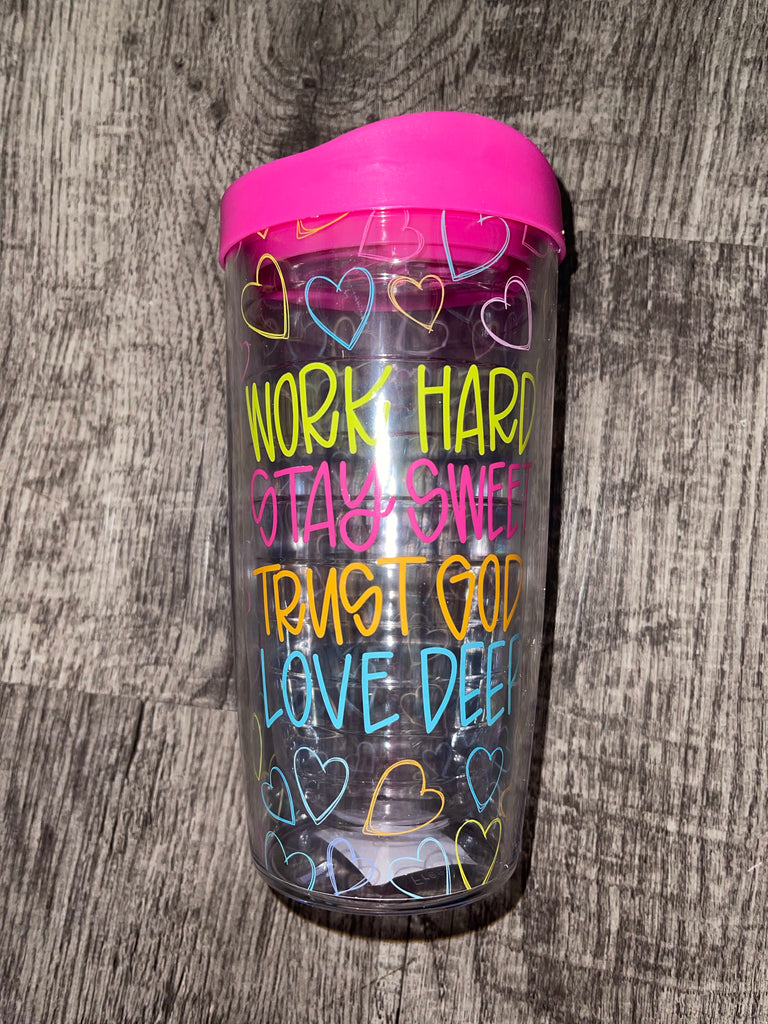 WORK HARD
STAY SWEET
TRUST GOD
LOVE DEEP